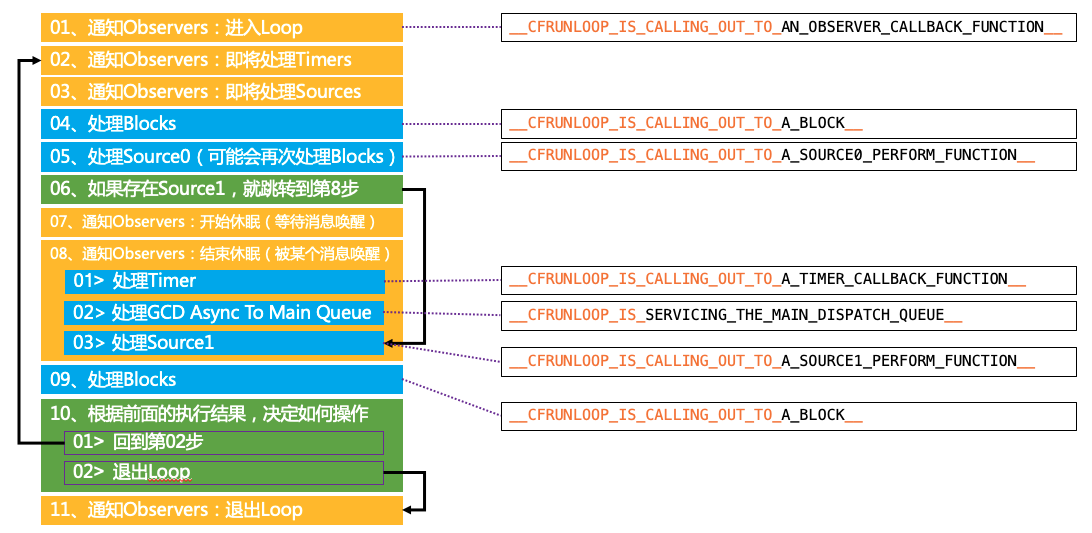 01、通知Observers：进入Loop
__CFRUNLOOP_IS_CALLING_OUT_TO_AN_OBSERVER_CALLBACK_FUNCTION__
02、通知Observers：即将处理Timers
03、通知Observers：即将处理Sources
04、处理Blocks
__CFRUNLOOP_IS_CALLING_OUT_TO_A_BLOCK__
05、处理Source0（可能会再次处理Blocks）
__CFRUNLOOP_IS_CALLING_OUT_TO_A_SOURCE0_PERFORM_FUNCTION__
06、如果存在Source1，就跳转到第8步
07、通知Observers：开始休眠（等待消息唤醒）
08、通知Observers：结束休眠（被某个消息唤醒）
01> 处理Timer
__CFRUNLOOP_IS_CALLING_OUT_TO_A_TIMER_CALLBACK_FUNCTION__
02> 处理GCD Async To Main Queue
__CFRUNLOOP_IS_SERVICING_THE_MAIN_DISPATCH_QUEUE__
03> 处理Source1
__CFRUNLOOP_IS_CALLING_OUT_TO_A_SOURCE1_PERFORM_FUNCTION__
09、处理Blocks
__CFRUNLOOP_IS_CALLING_OUT_TO_A_BLOCK__
10、根据前面的执行结果，决定如何操作
01> 回到第02步
02> 退出Loop
11、通知Observers：退出Loop